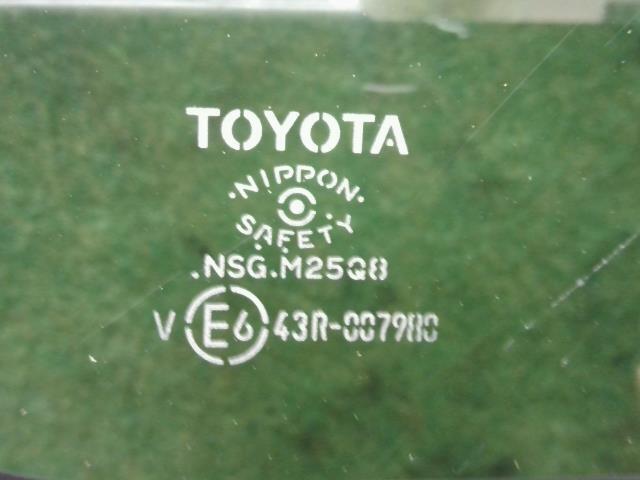 TOYOTA
·NIPPON·
SAFETY
.NSG.M25Q8
V E6 43R-007980